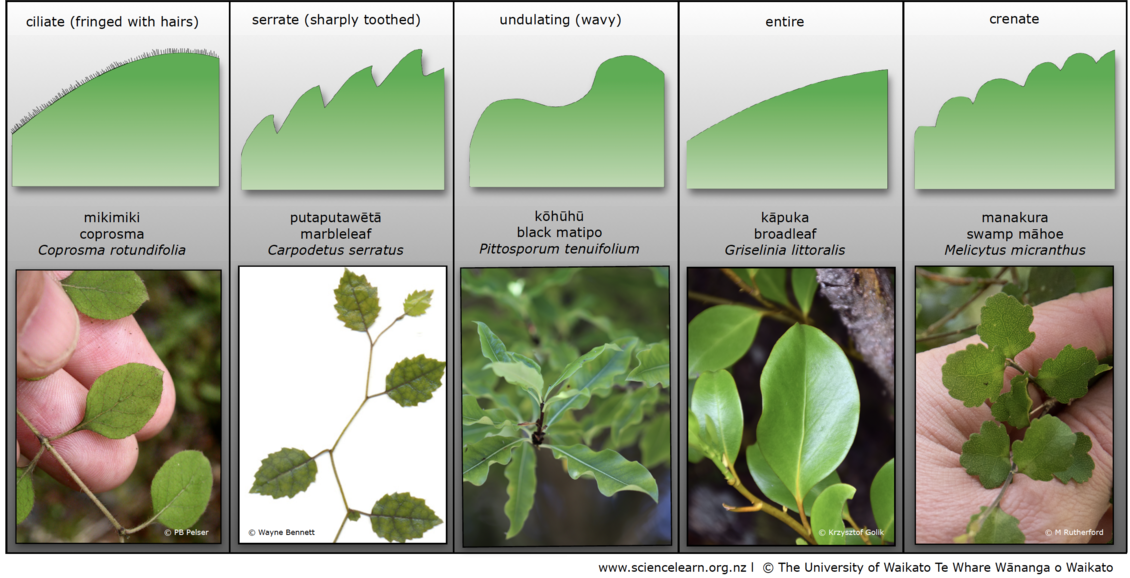 ciliate (fringed with hairs)
serrate (sharply toothed)
undulating (wavy)
entire
crenate
mikimiki
coprosma
Coprosma rotundifolia
putaputawētā
marbleleaf
Carpodetus serratus
kōhūhū
black matipo
Pittosporum tenuifolium
kāpuka
broadleaf
Griselinia littoralis
manakura
swamp māhoe
Melicytus micranthus
© PB Pelser
© Wayne Bennett
© Krzysztof Golik
© M Rutherford
www.sciencelearn.org.nz l © The University of Waikato Te Whare Wānanga o Waikato